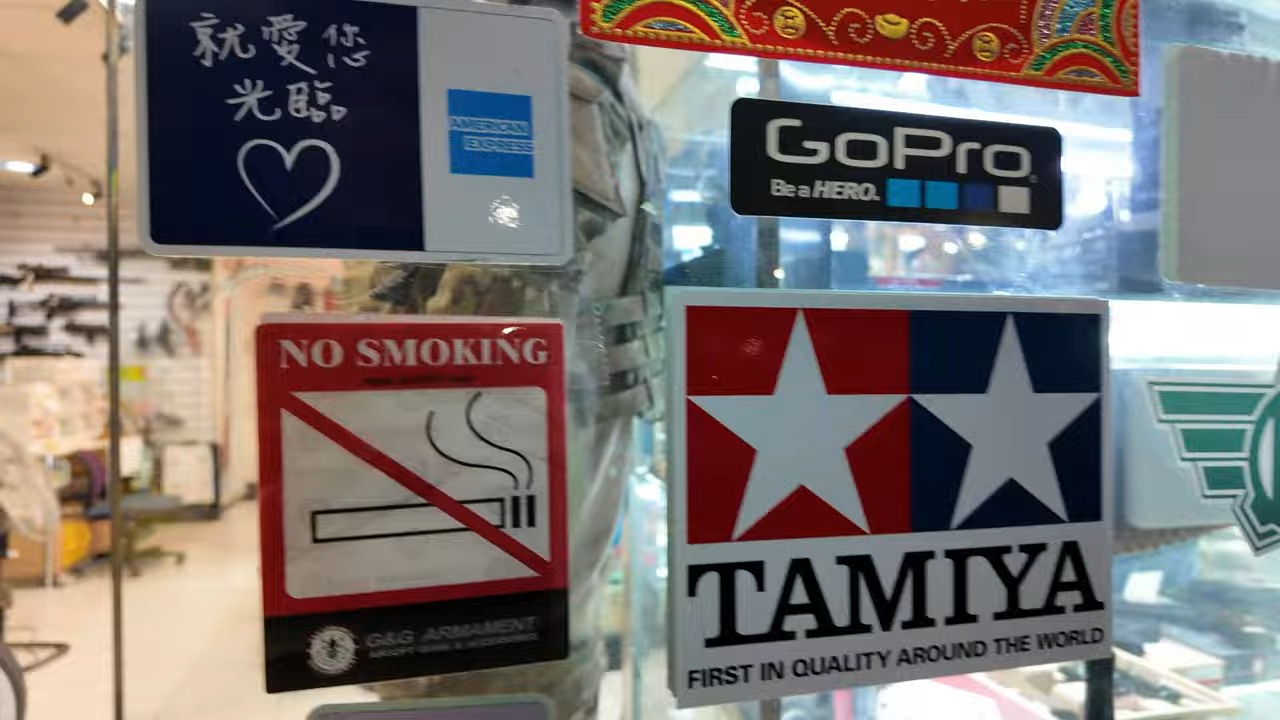 就愛您
光臨
AMERICAN
EXPRESS
GoPro
Be a HERO.
NO SMOKING
G&G ARMAMENT
TAMIYA
FIRST IN QUALITY AROUND THE WORLD